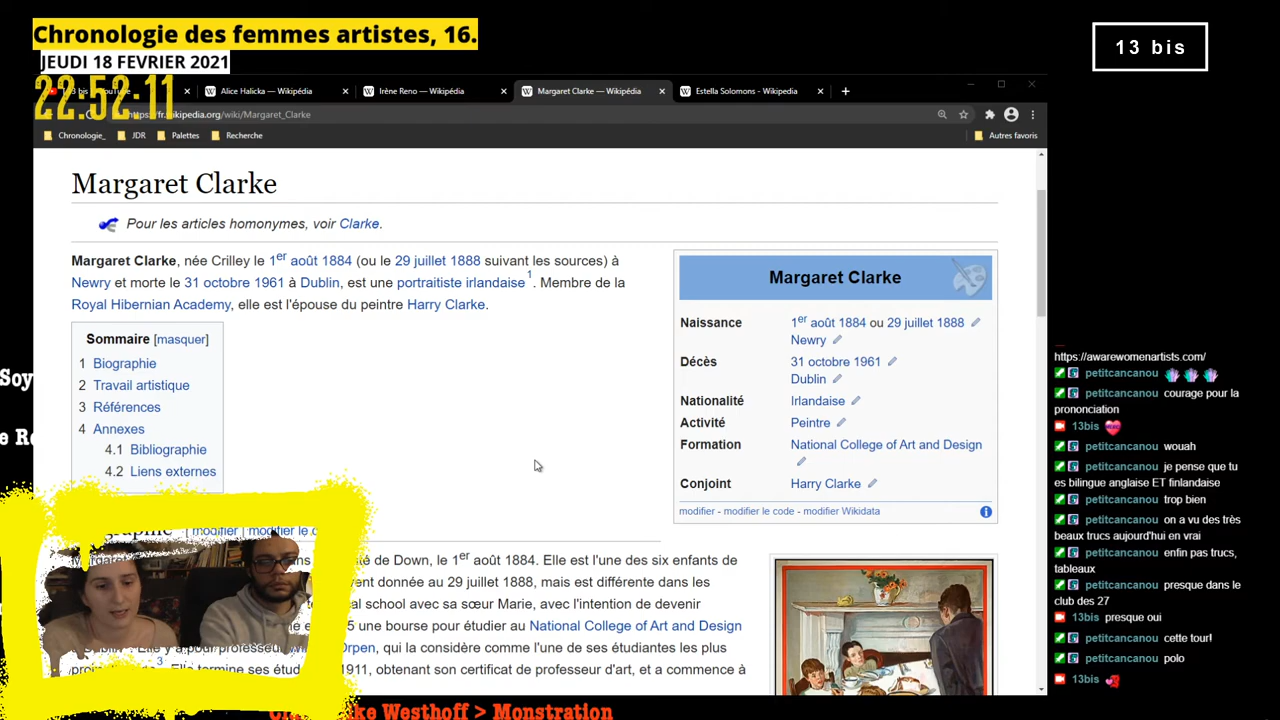 Chronologie des femmes artistes, 16.
JEUDI 18 FEVRIER 2021
22:52:11
13 bis
Alice Halicka — Wikipédia
Irène Reno — Wikipédia
Margaret Clarke — Wikipédia
Estella Solomons — Wikipédia
https://fr.wikipedia.org/wiki/Margaret_Clarke
Chronologie_
JDR
Palettes
Recherche
Autres favoris
Margaret Clarke
Pour les articles homonymes, voir Clarke.
Margaret Clarke, née Crilley le 1er août 1884 (ou le 29 juillet 1888 suivant les sources) à
Newry et morte le 31 octobre 1961 à Dublin, est une portraitiste irlandaise1. Membre de la
Royal Hibernian Academy, elle est l'épouse du peintre Harry Clarke.
Sommaire [masquer]
1 Biographie
2 Travail artistique
3 Références
4 Annexes
4.1 Bibliographie
4.2 Liens externes
Margaret Clarke
Naissance 1er août 1884 ou 29 juillet 1888
Newry
Décès 31 octobre 1961
Dublin
Nationalité Irlandaise
Activité Peintre
Formation National College of Art and Design
Conjoint Harry Clarke
modifier - modifier le code - modifier Wikidata
[modifier | modifier le co
té de Down, le 1er août 1884. Elle est l'une des six enfants de
vent donnée au 29 juillet 1888, mais est différente dans les
al school avec sa sœur Marie, avec l'intention de devenir
5 une bourse pour étudier au National College of Art and Design
Orpen, qui la considère comme l'une de ses étudiantes les plus
3. Elle termine ses étud 1911, obtenant son certificat de professeur d'art, et a commencé à
https://awarewomenartists.com/
petitcancanou
petitcancanou courage pour la
prononciation
13bis
petitcancanou wouah
petitcancanou je pense que tu
es bilingue anglaise ET finlandaise
petitcancanou trop bien
petitcancanou on a vu des très
beaux trucs aujourd'hui en vrai
petitcancanou enfin pas trucs,
tableaux
petitcancanou presque dans le
club des 27
13bis presque oui
petitcancanou cette tour!
petitcancanou polo
13bis
Soy
e Re
ke Westhoff > Monstration